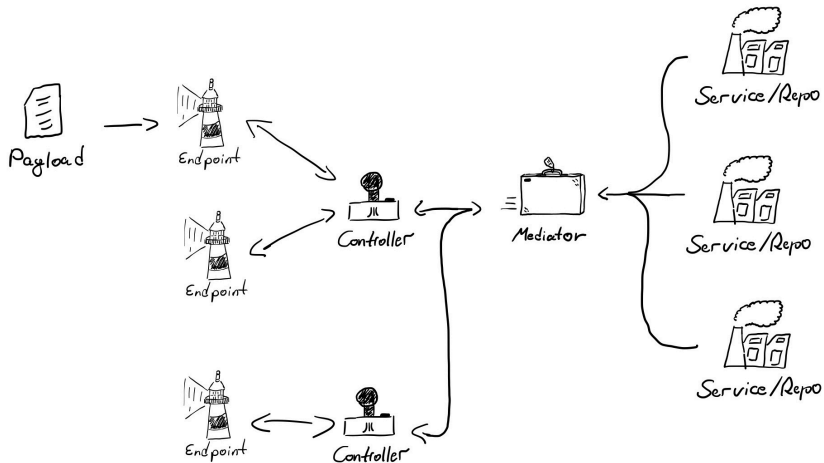 Service/Repo
Payload
Endpoint
Controller
Mediator
Service/Repo
Endpoint
Service/Repo
Endpoint
Controller